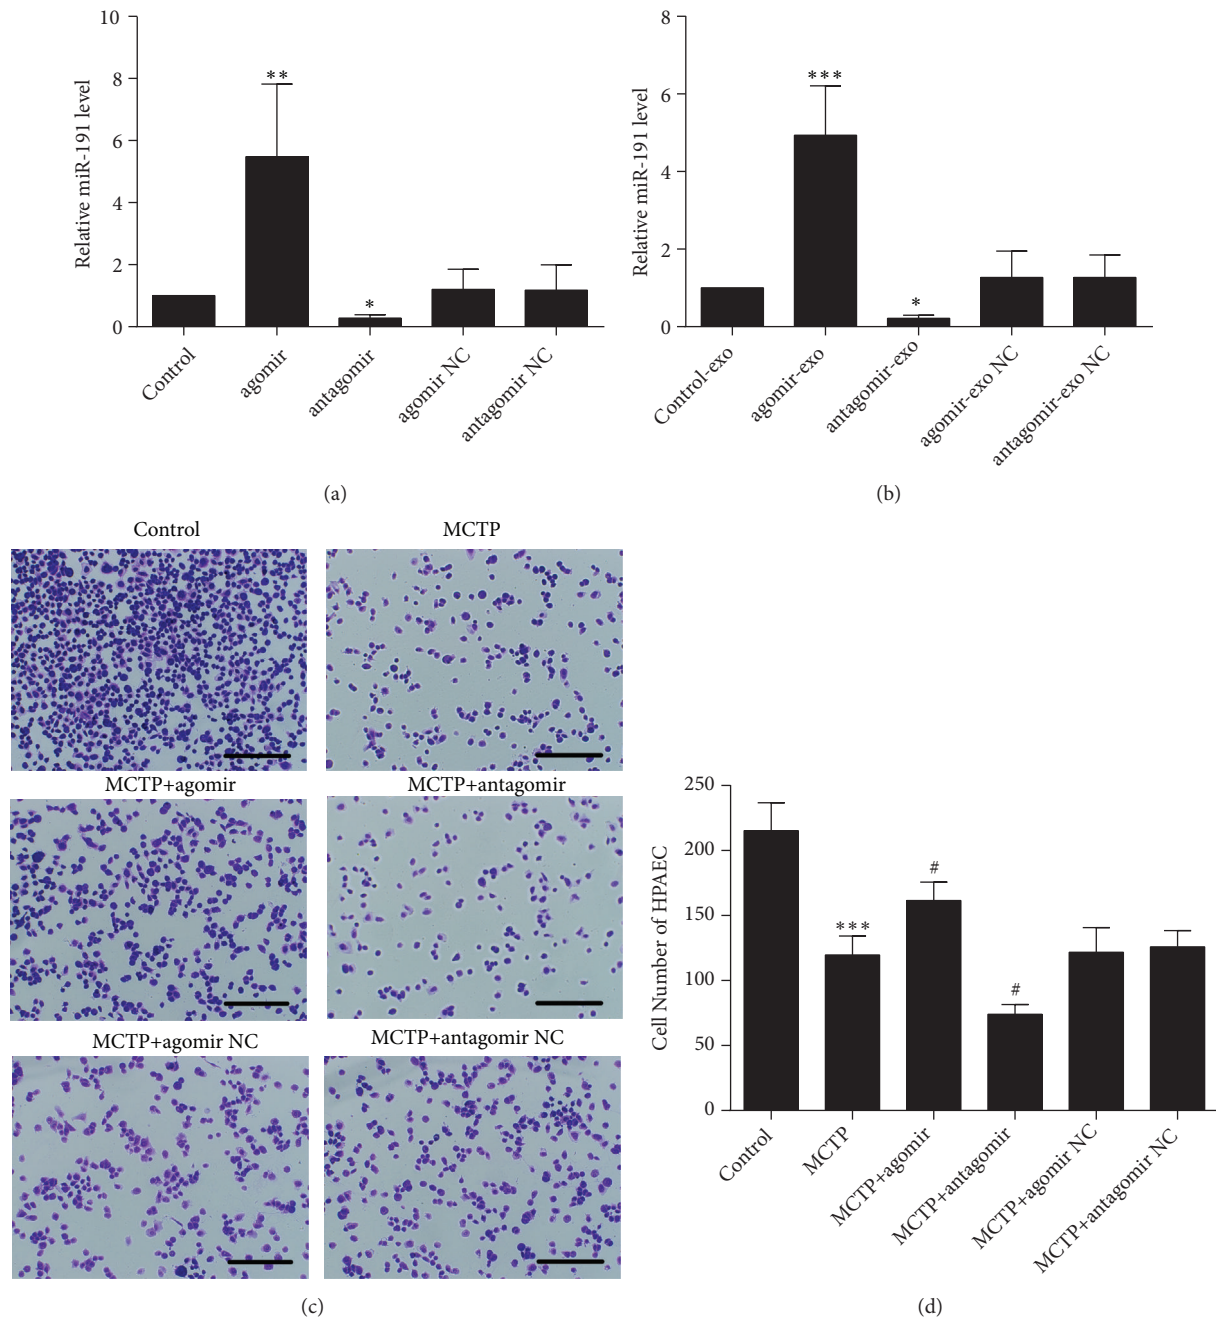 10
8
6
4
2
0
Relative miR-191 level
**
*
Control
agomir
antagomir
agomir NC
antagomir NC
(a)
8
6
4
2
0
Relative miR-191 level
***
*
Control-exo
agomir-exo
antagomir-exo
agomir-exo NC
antagomir-exo NC
(b)
Control
MCTP
MCTP+agomir
MCTP+antagomir
MCTP+agomir NC
MCTP+antagomir NC
(c)
250
200
150
100
50
0
Cell Number of HPAEC
***
#
#
Control
MCTP
MCTP+agomir
MCTP+antagomir
MCTP+agomir NC
MCTP+antagomir NC
(d)